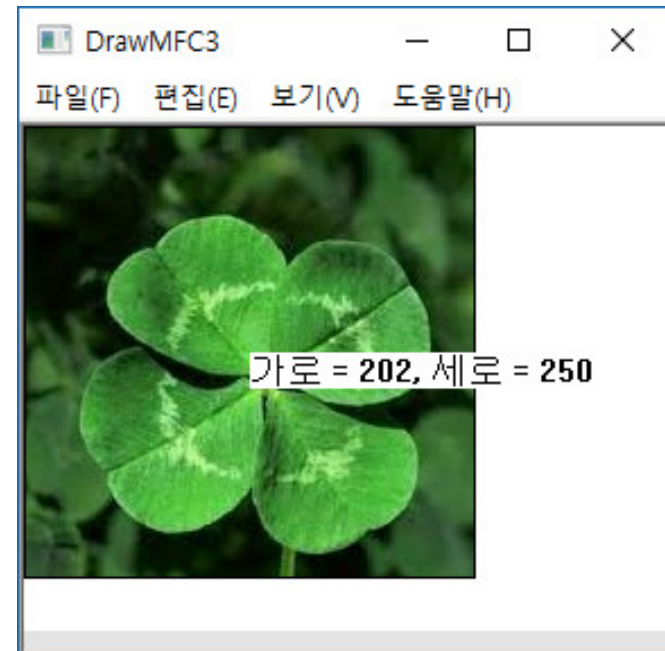 DrawMFC3
파일(F) 편집(E) 보기(V) 도움말(H)
가로 = 202, 세로 = 250